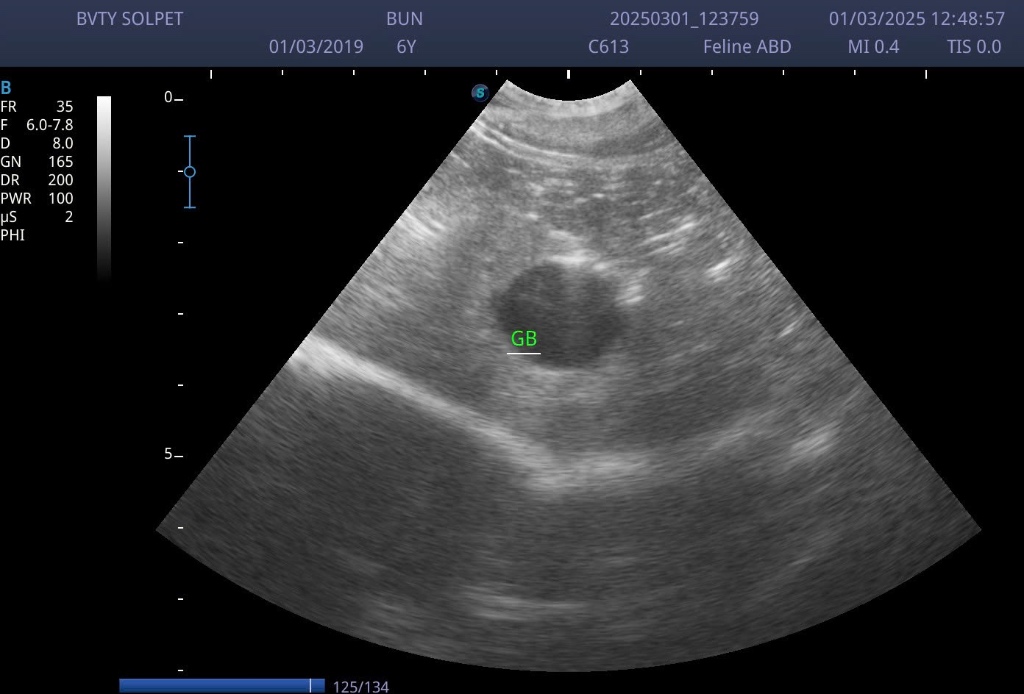 BVTY SOLPET BUN 20250301_123759 01/03/2025 12:48:57
01/03/2019 6Y C613 Feline ABD MI 0.4 TIS 0.0
B
FR 35
F 6.0-7.8
D 8.0
GN 165
DR 200
PWR 100
µS 2
PHI
0
S
GB
5
125/134